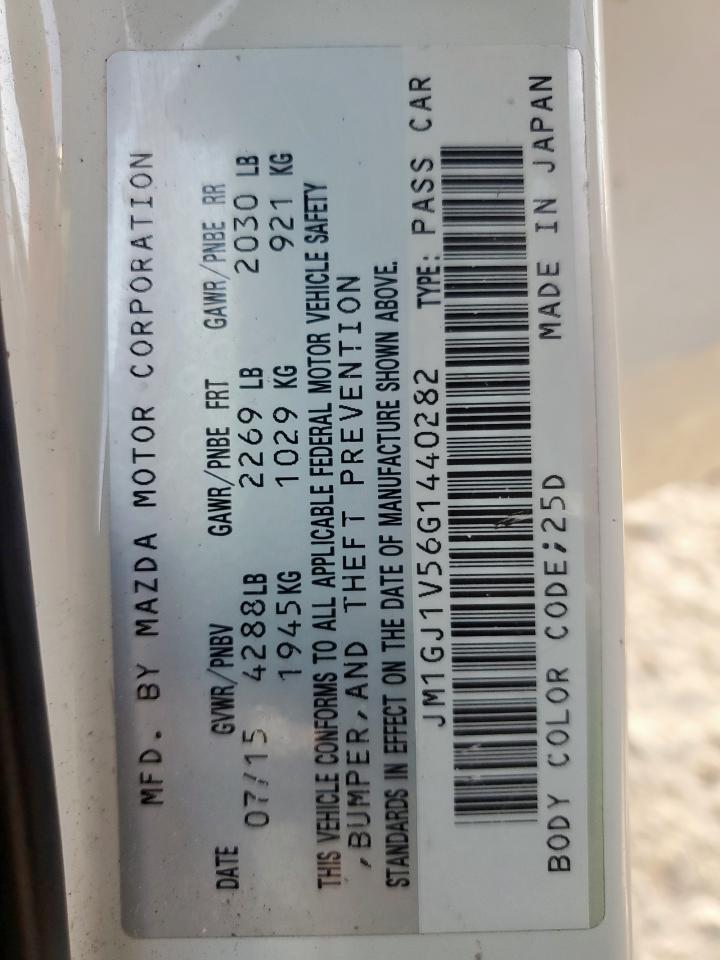 MFD. BY MAZDA MOTOR CORPORATION
DATE GVWR/PNBV GAWR/PNBE FRT GAWR/PNBE RR
07/15 4288LB 2269 LB 2030 LB
1945KG 1029 KG 921 KG
THIS VEHICLE CONFORMS TO ALL APPLICABLE FEDERAL MOTOR VEHICLE SAFETY
,BUMPER,AND THEFT PREVENTION
STANDARDS IN EFFECT ON THE DATE OF MANUFACTURE SHOWN ABOVE.
JM1GJ1V56G1440282 TYPE: PASS CAR
BODY COLOR CODE;25D MADE IN JAPAN